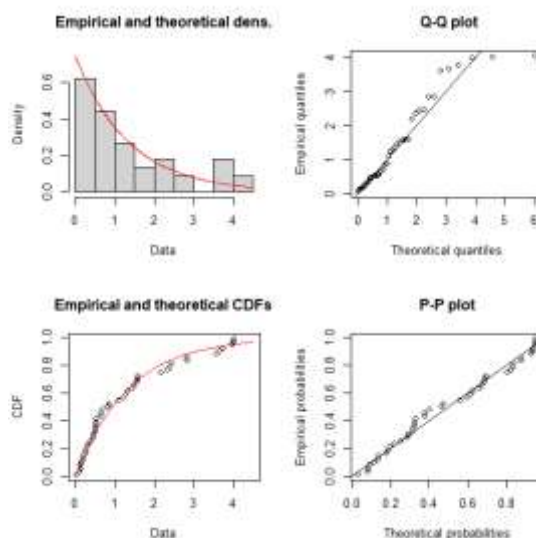 Empirical and theoretical dens.
Density
0.0 0.2 0.4 0.6
0 1 2 3 4
Data
Q-Q plot
Empirical quantiles
0 1 2 3 4
0 1 2 3 4 5 6
Theoretical quantiles
Empirical and theoretical CDFs
CDF
0.0 0.2 0.4 0.6 0.8 1.0
0 1 2 3 4
Data
P-P plot
Empirical probabilities
0.0 0.2 0.4 0.6 0.8 1.0
0.0 0.2 0.4 0.6 0.8
Theoretical probabilities